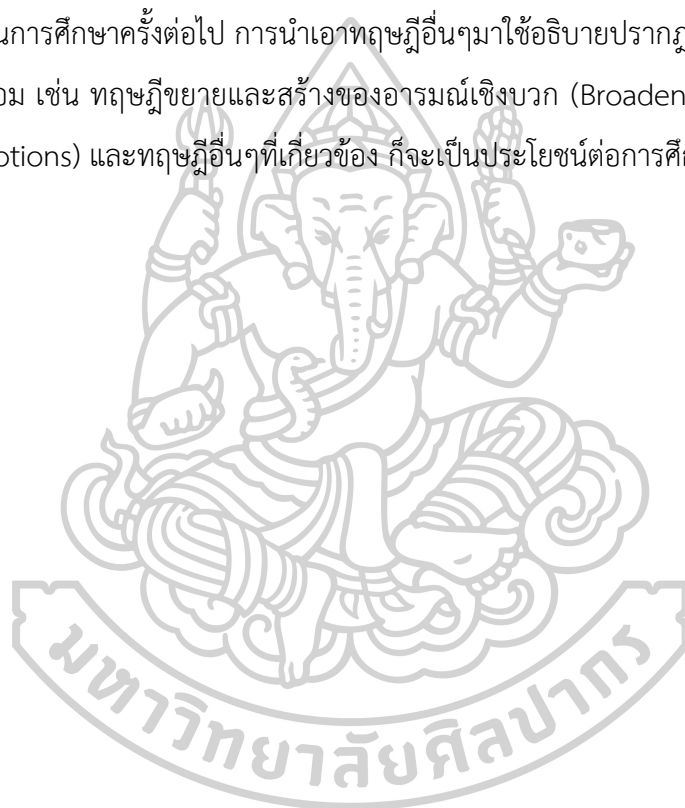 นการศึกษาครั้งต่อไป การนำเอาทฤษฎีอื่นๆมาใช้อธิบายปรากฎ
อม เช่น ทฤษฎีขยายและสร้างของอารมณ์เชิงบวก (Broaden
otions) และทฤษฎีอื่นๆที่เกี่ยวข้อง ก็จะเป็นประโยชน์ต่อการศึก
มหาวิทยาลัยศิลปากร